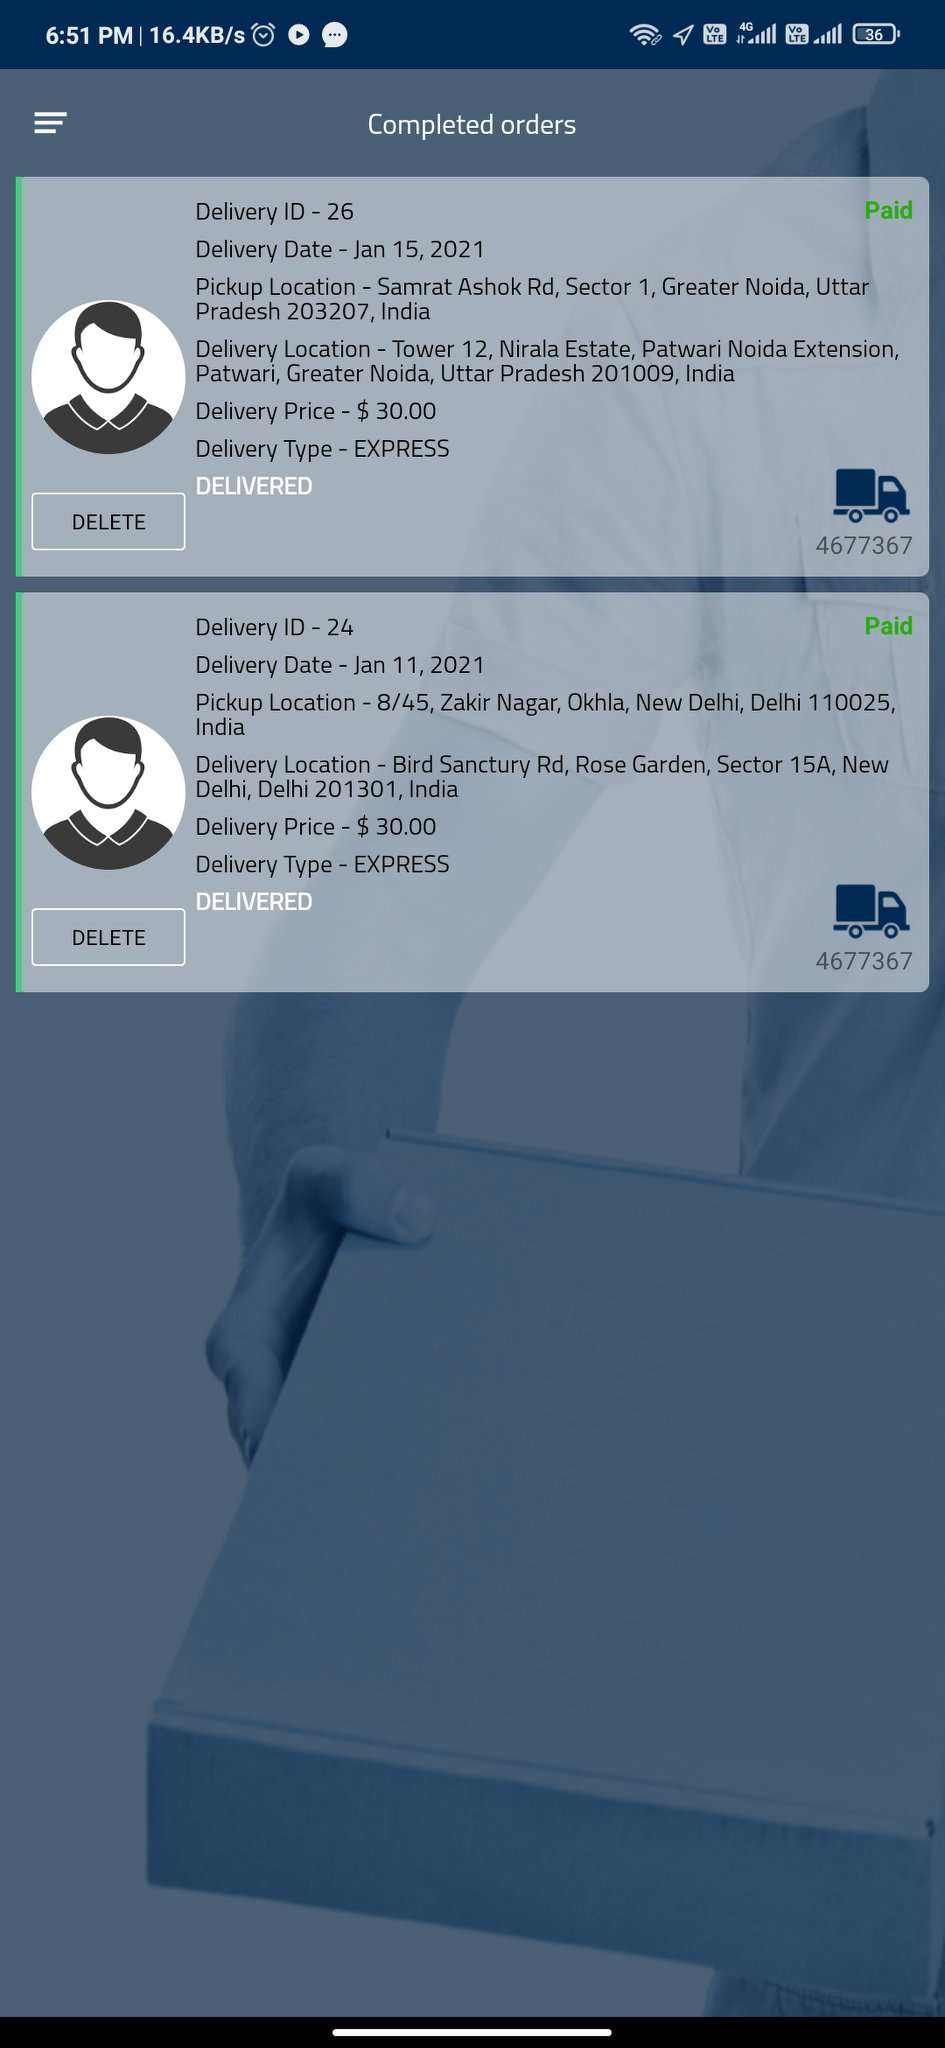 6:51 PM | 16.4KB/s
Vo LTE 4G Vo LTE 36
Completed orders
Delivery ID - 26
Paid
Delivery Date - Jan 15, 2021
Pickup Location - Samrat Ashok Rd, Sector 1, Greater Noida, Uttar
Pradesh 203207, India
Delivery Location - Tower 12, Nirala Estate, Patwari Noida Extension,
Patwari, Greater Noida, Uttar Pradesh 201009, India
Delivery Price - $ 30.00
Delivery Type - EXPRESS
DELIVERED
DELETE
4677367
Delivery ID - 24
Paid
Delivery Date - Jan 11, 2021
Pickup Location - 8/45, Zakir Nagar, Okhla, New Delhi, Delhi 110025,
India
Delivery Location - Bird Sanctury Rd, Rose Garden, Sector 15A, New
Delhi, Delhi 201301, India
Delivery Price - $ 30.00
Delivery Type - EXPRESS
DELIVERED
DELETE
4677367